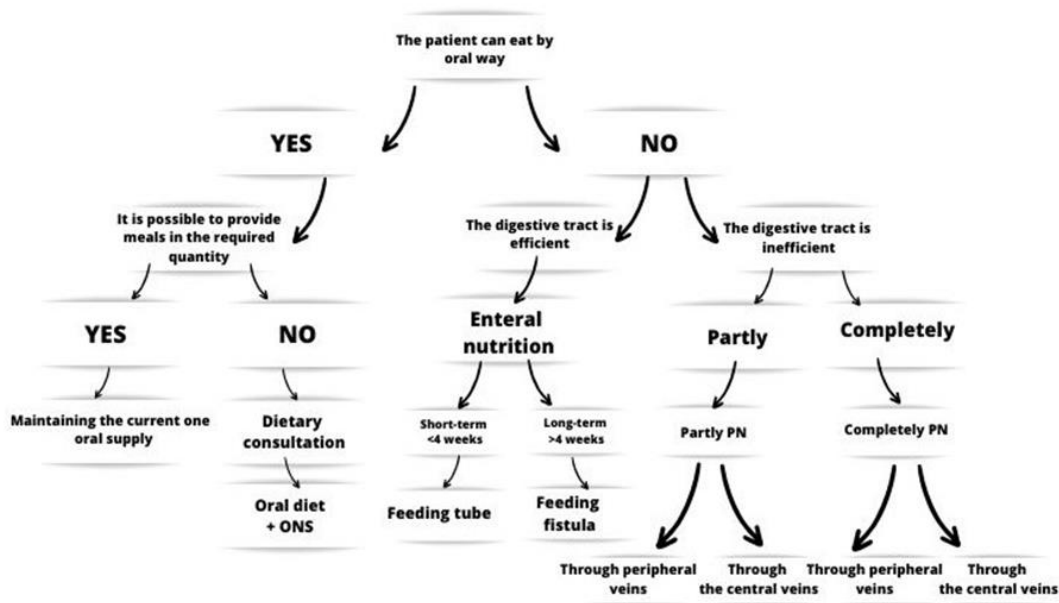 The patient can eat by
oral way
YES
NO
It is possible to provide
meals in the required
quantity
The digestive tract is
efficient
The digestive tract is
inefficient
YES
NO
Enteral
nutrition
Partly
Completely
Maintaining the current one
oral supply
Dietary
consultation
Short-term
<4 weeks
Long-term
>4 weeks
Partly PN
Completely PN
Oral diet
+ ONS
Feeding tube
Feeding
fistula
Through peripheral
veins
Through
the central veins
Through peripheral
veins
Through
the central veins